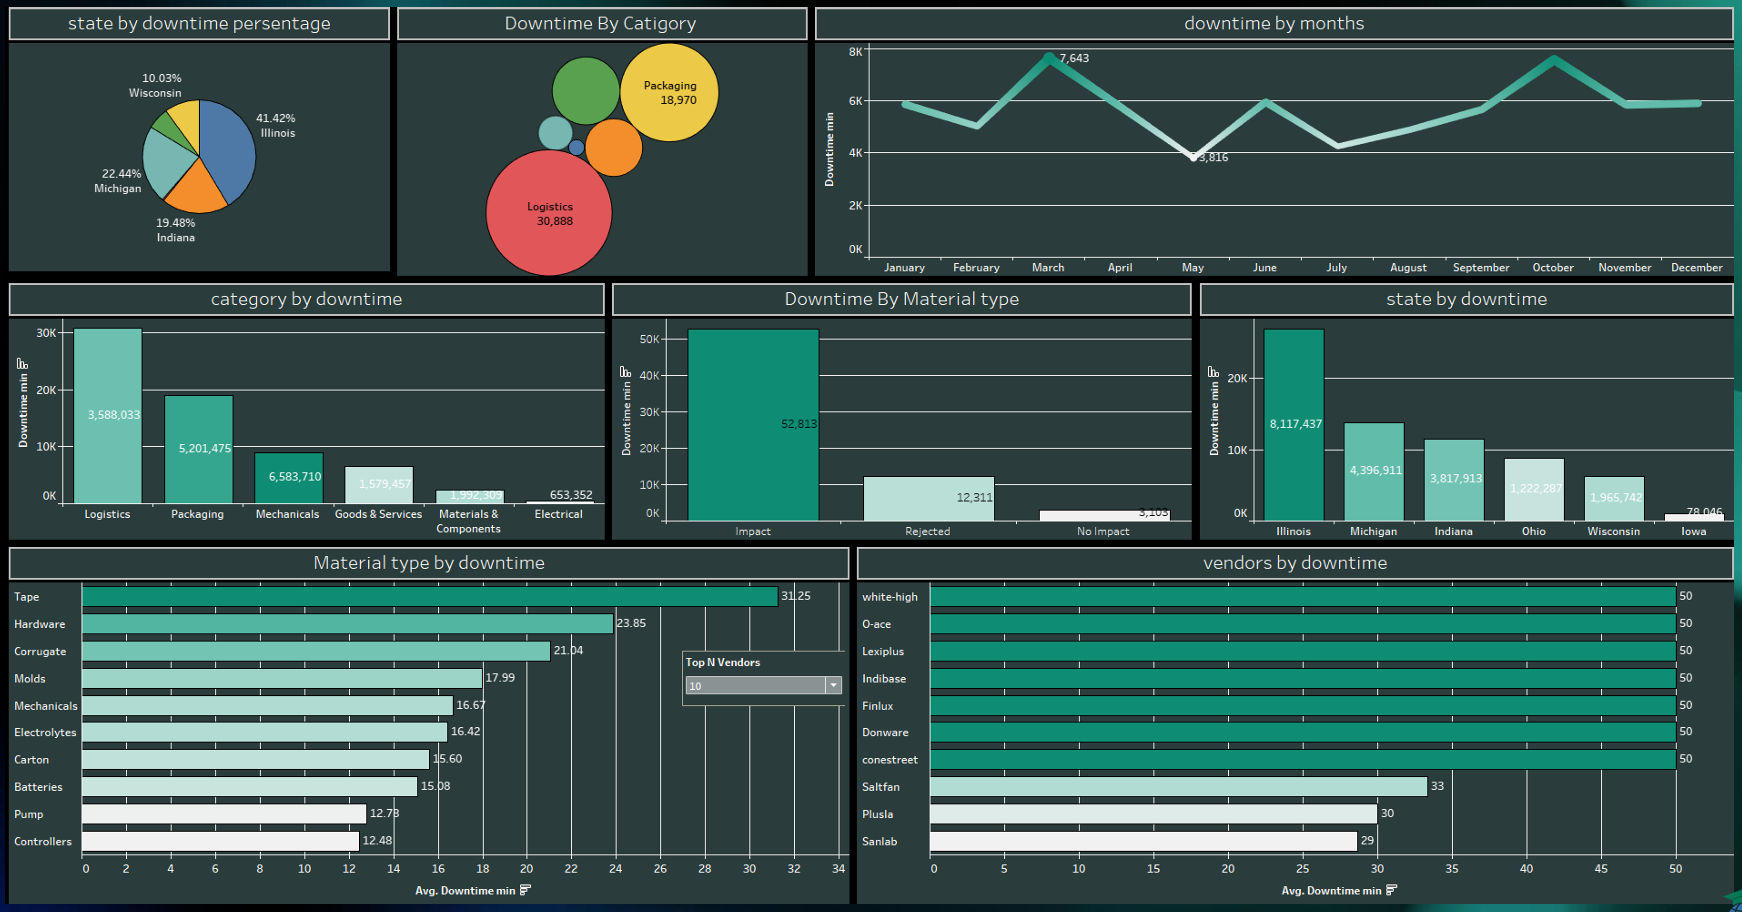 state by downtime persentage
Downtime By Catigory
downtime by months
10.03%
Wisconsin
41.42%
Illinois
22.44%
Michigan
19.48%
Indiana
Packaging
18,970
Logistics
30,888
Downtime min
8K
6K
4K
2K
0K
7,643
3,816
January February March April May June July August September October November December
category by downtime
Downtime By Material type
state by downtime
Downtime min
30K
20K
10K
0K
3,588,033
5,201,475
6,583,710
1,579,457
1,992,309
653,352
Logistics Packaging Mechanicals Goods & Services Materials & Electrical
Components
Downtime min
50K
40K
30K
20K
10K
0K
52,813
12,311
3,103
Impact Rejected No Impact
Downtime min
20K
10K
0K
8,117,437
4,396,911
3,817,913
1,222,287
1,965,742
78,046
Illinois Michigan Indiana Ohio Wisconsin Iowa
Material type by downtime
vendors by downtime
Tape 31.25
Hardware 23.85
Corrugate 21.04
Molds 17.99
Mechanicals 16.67
Electrolytes 16.42
Carton 15.60
Batteries 15.08
Pump 12.73
Controllers 12.48
0 2 4 6 8 10 12 14 16 18 20 22 24 26 28 30 32 34
Avg. Downtime min
Top N Vendors
10
white-high 50
O-ace 50
Lexiplus 50
Indibase 50
Finlux 50
Donware 50
conestreet 50
Saltfan 33
Plusla 30
Sanlab 29
0 5 10 15 20 25 30 35 40 45 50
Avg. Downtime min